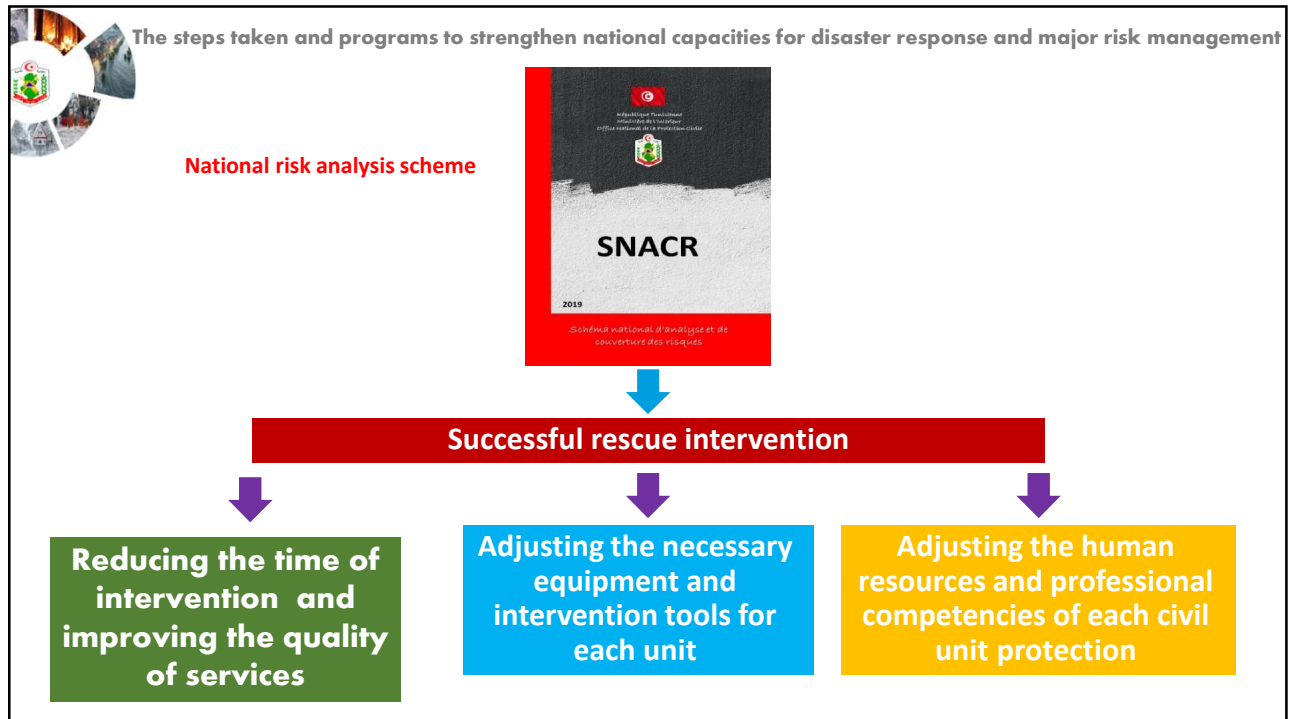 The steps taken and programs to strengthen national capacities for disaster response and major risk management
National risk analysis scheme
République Tunisienne
Ministère de l'Intérieur
Office National de la Protection Civile
SNACR
2019
Schéma national d'analyse et de
couverture des risques
Successful rescue intervention
Reducing the time of
intervention and
improving the quality
of services
Adjusting the necessary
equipment and
intervention tools for
each unit
Adjusting the human
resources and professional
competencies of each civil
unit protection